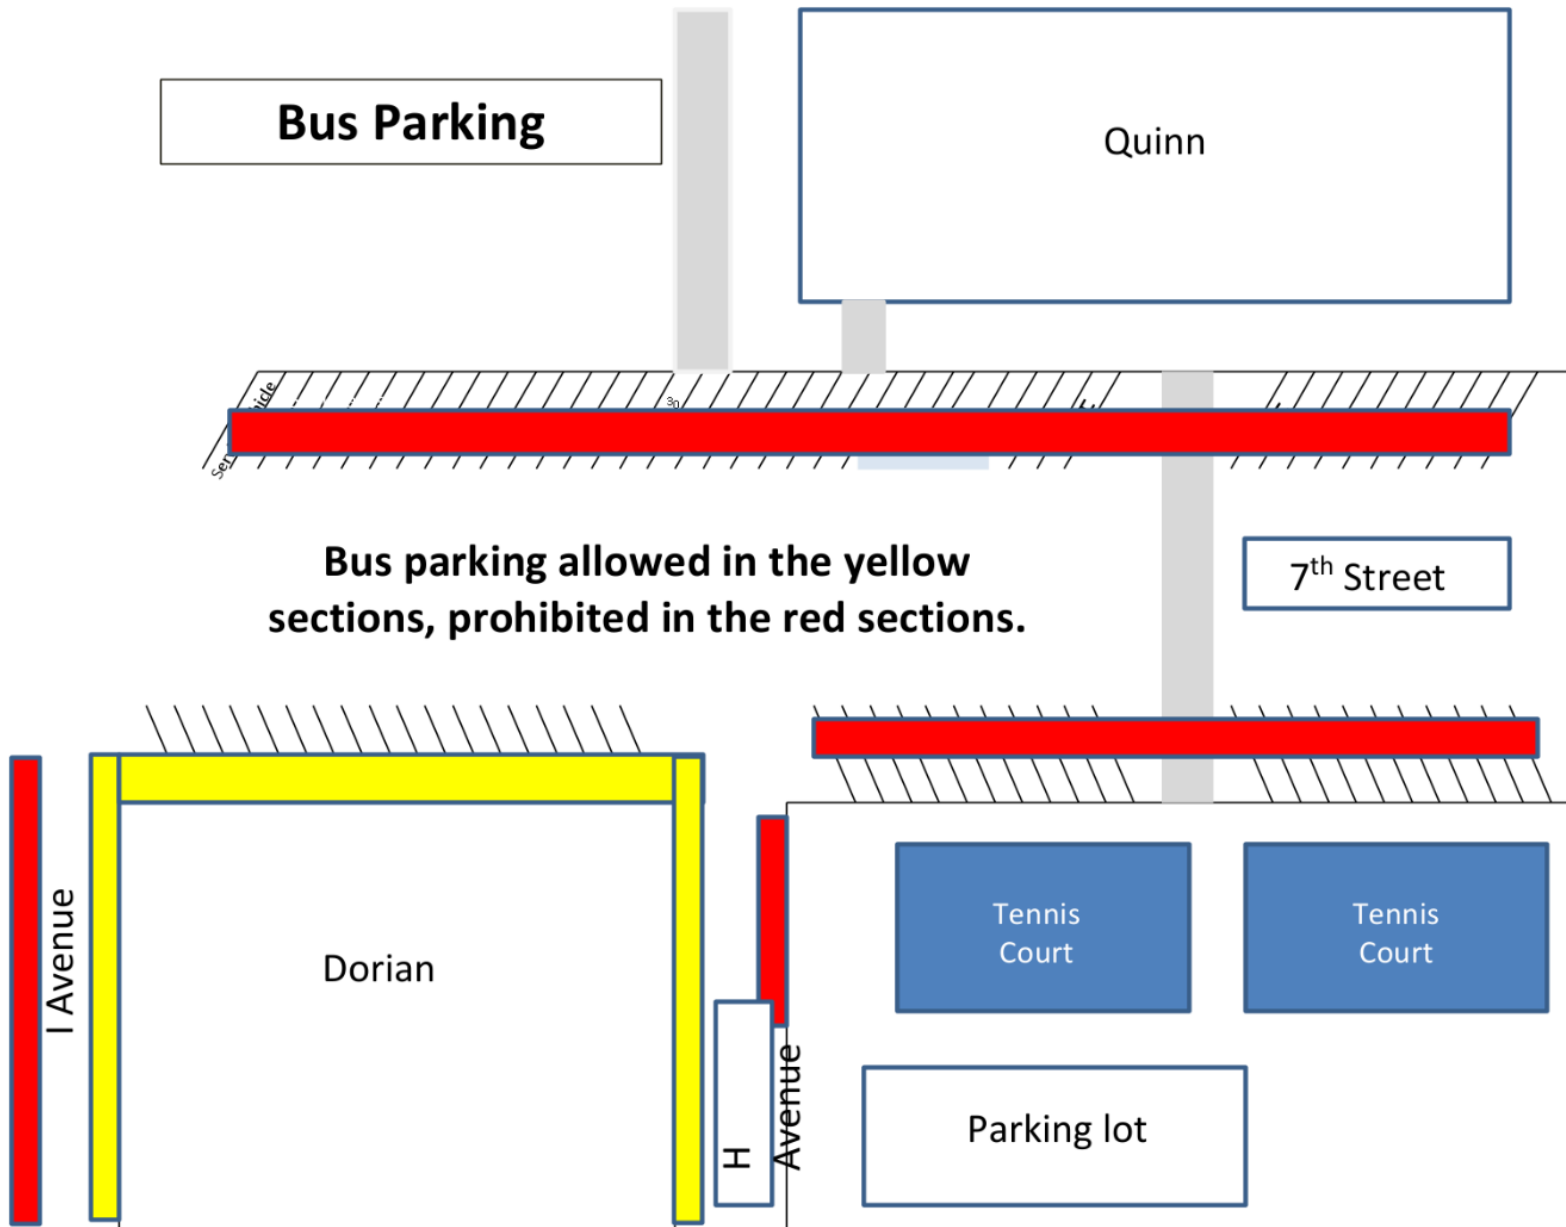 Bus Parking
Quinn
30
Bus parking allowed in the yellow
sections, prohibited in the red sections.
7th Street
I Avenue
Dorian
H
Avenue
Tennis
Court
Tennis
Court
Parking lot